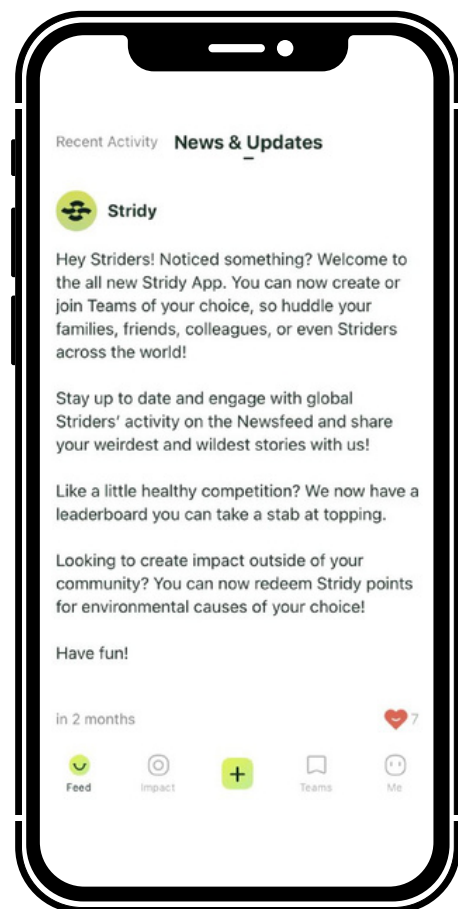 Recent Activity News & Updates
Stridy
Hey Striders! Noticed something? Welcome to
the all new Stridy App. You can now create or
join Teams of your choice, so huddle your
families, friends, colleagues, or even Striders
across the world!
Stay up to date and engage with global
Striders' activity on the Newsfeed and share
your weirdest and wildest stories with us!
Like a little healthy competition? We now have a
leaderboard you can take a stab at topping.
Looking to create impact outside of your
community? You can now redeem Stridy points
for environmental causes of your choice!
Have fun!
in 2 months 7
Feed Impact + Teams Me